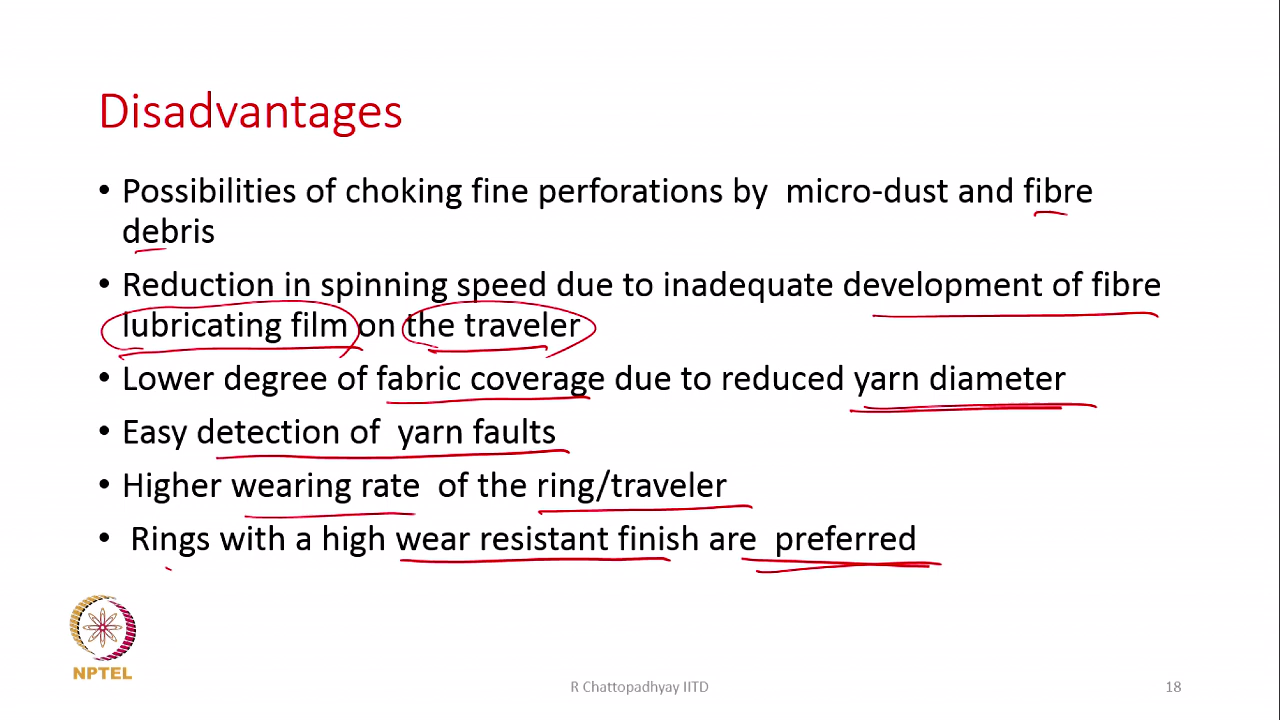 Disadvantages
• Possibilities of choking fine perforations by micro-dust and fibre
debris
• Reduction in spinning speed due to inadequate development of fibre
lubricating film on the traveler
• Lower degree of fabric coverage due to reduced yarn diameter
• Easy detection of yarn faults
• Higher wearing rate of the ring/traveler
• Rings with a high wear resistant finish are preferred
NPTEL
R Chattopadhyay IITD
18